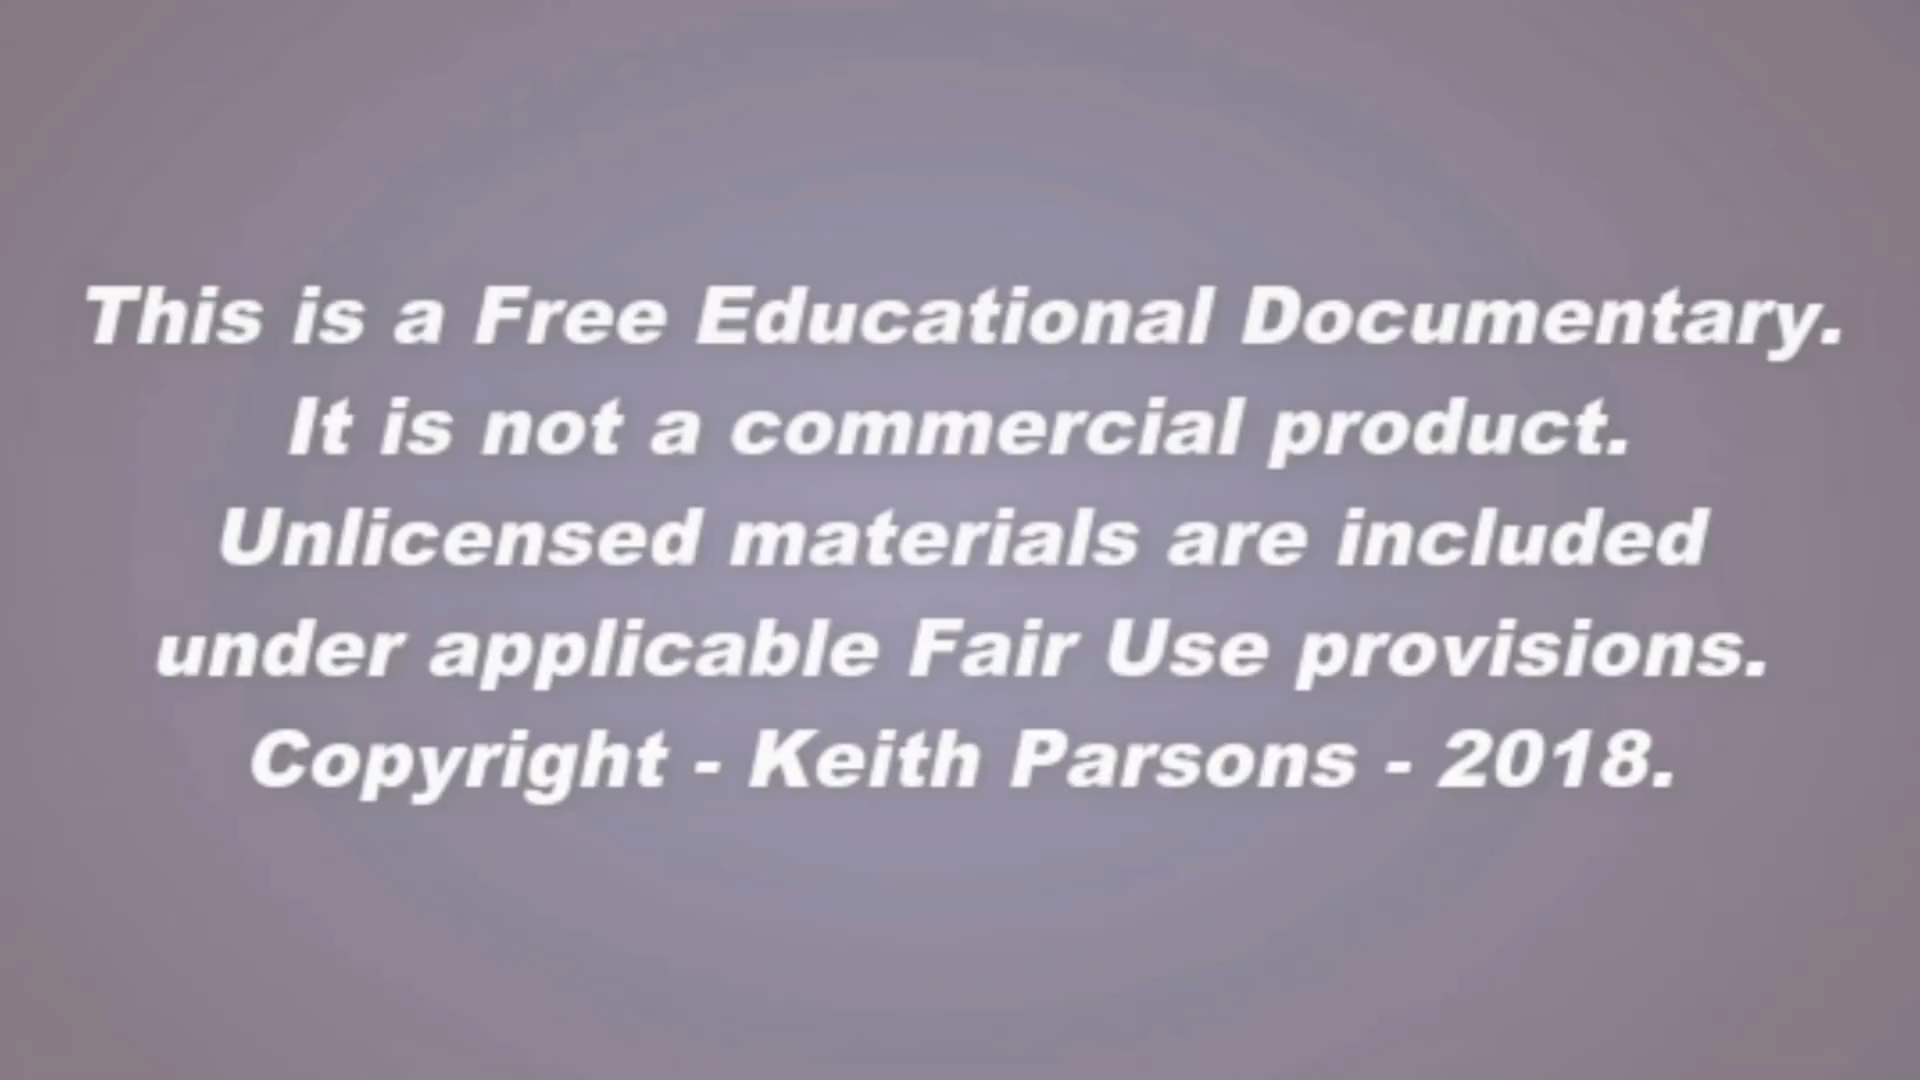 This is a Free Educational Documentary.
It is not a commercial product.
Unlicensed materials are included
under applicable Fair Use provisions.
Copyright - Keith Parsons - 2018.